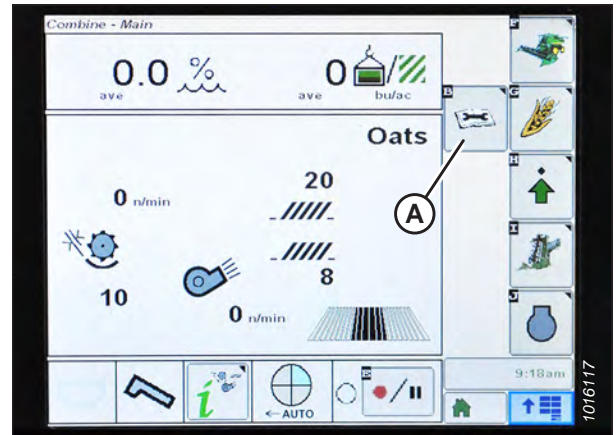 Combine - Main
0.0 % 0 /
ave ave bu/ac
B F G
Oats
A
0 n/min 20
H
I
10 8
0 n/min
J
← AUTO
i
E
/
9:18am
1016117